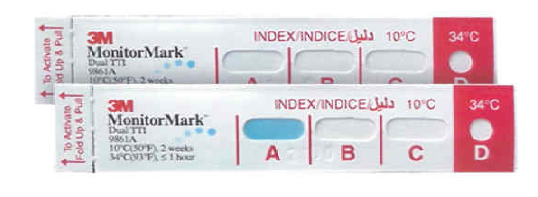 To Activate
Fold Up & Pull
3M
MonitorMark™
Dual TTI
9861A
10°C(50°F), 2 weeks
INDEX/INDICE/دليل 10°C
34°C
A B C D
To Activate
Fold Up & Pull
3M
MonitorMark™
Dual TTI
9861A
10°C(50°F), 2 weeks
34°C(93°F), ≤ 1 hour
INDEX/INDICE/دليل 10°C
34°C
A B C D